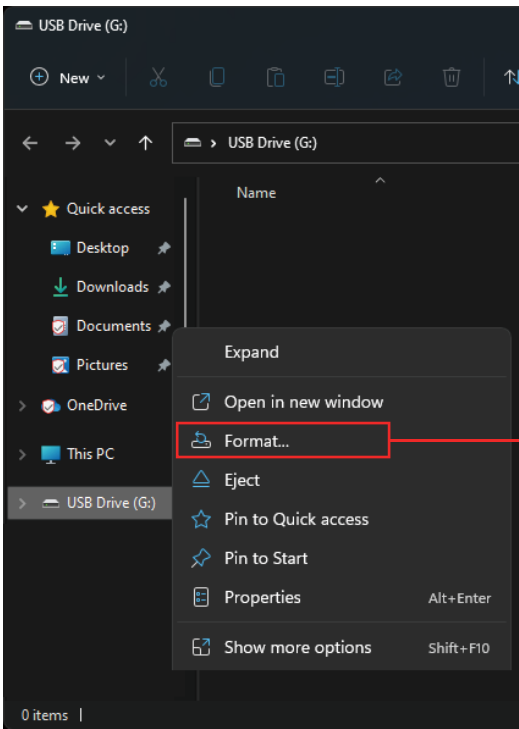 USB Drive (G:)
New
USB Drive (G:)
Name
Quick access
Desktop
Downloads
Documents
Pictures
OneDrive
This PC
USB Drive (G:)
Expand
Open in new window
Format...
Eject
Pin to Quick access
Pin to Start
Properties Alt+Enter
Show more options Shift+F10
0 items